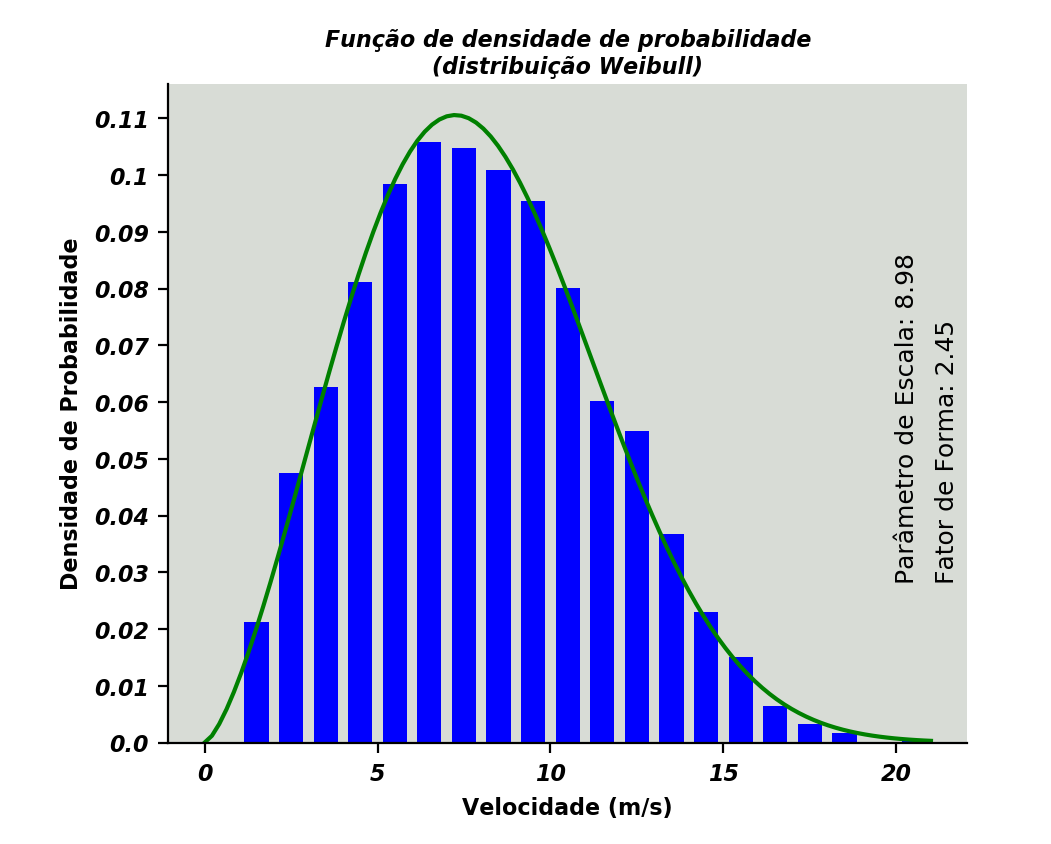 Função de densidade de probabilidade
(distribuição Weibull)
Densidade de Probabilidade
0.11
0.1
0.09
0.08
0.07
0.06
0.05
0.04
0.03
0.02
0.01
0.0
Parâmetro de Escala: 8.98
Fator de Forma: 2.45
0 5 10 15 20
Velocidade (m/s)